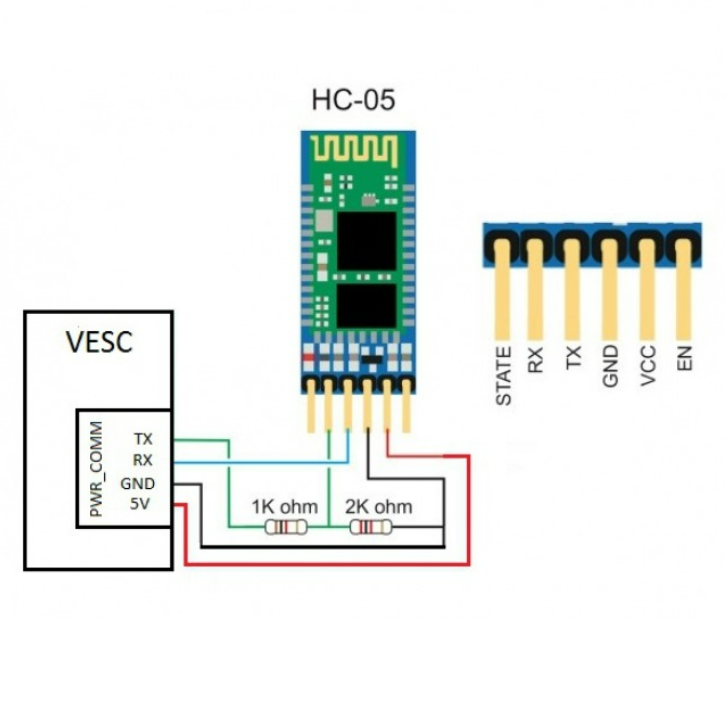 HC-05
VESC
PWR_COMM
TX
RX
GND
5V
1K ohm
2K ohm
STATE
RX
TX
GND
VCC
EN